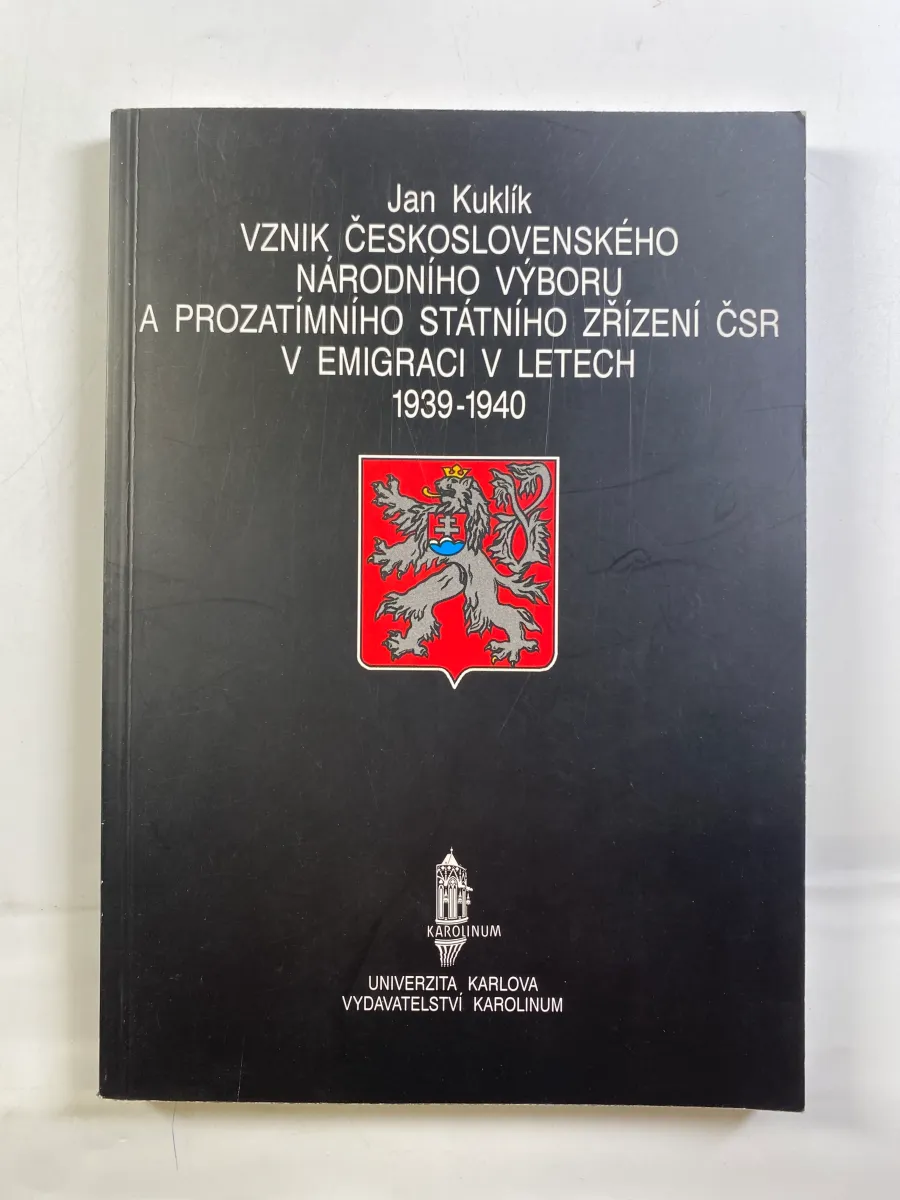 Jan Kuklík
VZNIK ČESKOSLOVENSKÉHO
NÁRODNÍHO VÝBORU
A PROZATÍMNÍHO STÁTNÍHO ZŘÍZENÍ ČSR
V EMIGRACI V LETECH
1939-1940
KAROLINUM
UNIVERZITA KARLOVA
VYDAVATELSTVÍ KAROLINUM